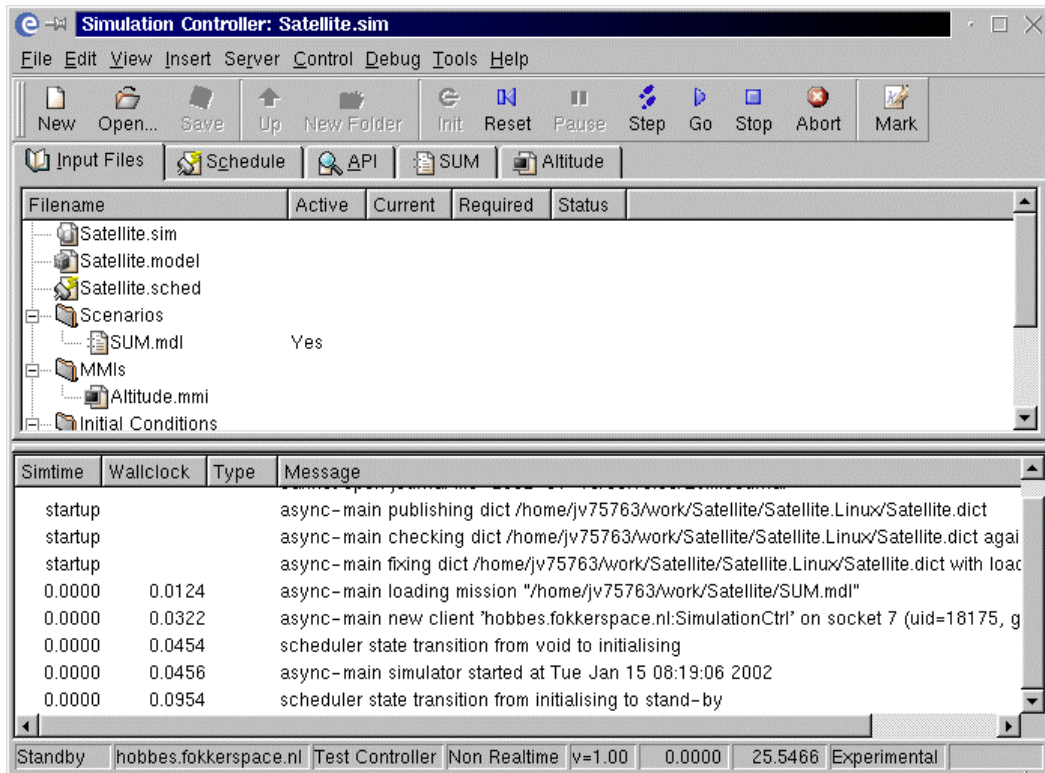 Simulation Controller: Satellite.sim
File Edit View Insert Server Control Debug Tools Help
New Open... Save Up New Folder Init Reset Pause Step Go Stop Abort Mark
Input Files Schedule API SUM Altitude
Filename Active Current Required Status
Satellite.sim
Satellite.model
Satellite.sched
Scenarios
SUM.mdl Yes
MMIs
Altitude.mmi
Initial Conditions
Simtime Wallclock Type Message
startup async-main publishing dict /home/jv75763/work/Satellite/Satellite.Linux/Satellite.dict
startup async-main checking dict /home/jv75763/work/Satellite/Satellite.Linux/Satellite.dict agai
startup async-main fixing dict /home/jv75763/work/Satellite/Satellite.Linux/Satellite.dict with loac
0.0000 0.0124 async-main loading mission "/home/jv75763/work/Satellite/SUM.mdl"
0.0000 0.0322 async-main new client 'hobbes.fokkerspace.nl:SimulationCtrl' on socket 7 (uid=18175, g
0.0000 0.0454 scheduler state transition from void to initialising
0.0000 0.0456 async-main simulator started at Tue Jan 15 08:19:06 2002
0.0000 0.0954 scheduler state transition from initialising to stand-by
Standby hobbes.fokkerspace.nl Test Controller Non Realtime v=1.00 0.0000 25.5466 Experimental